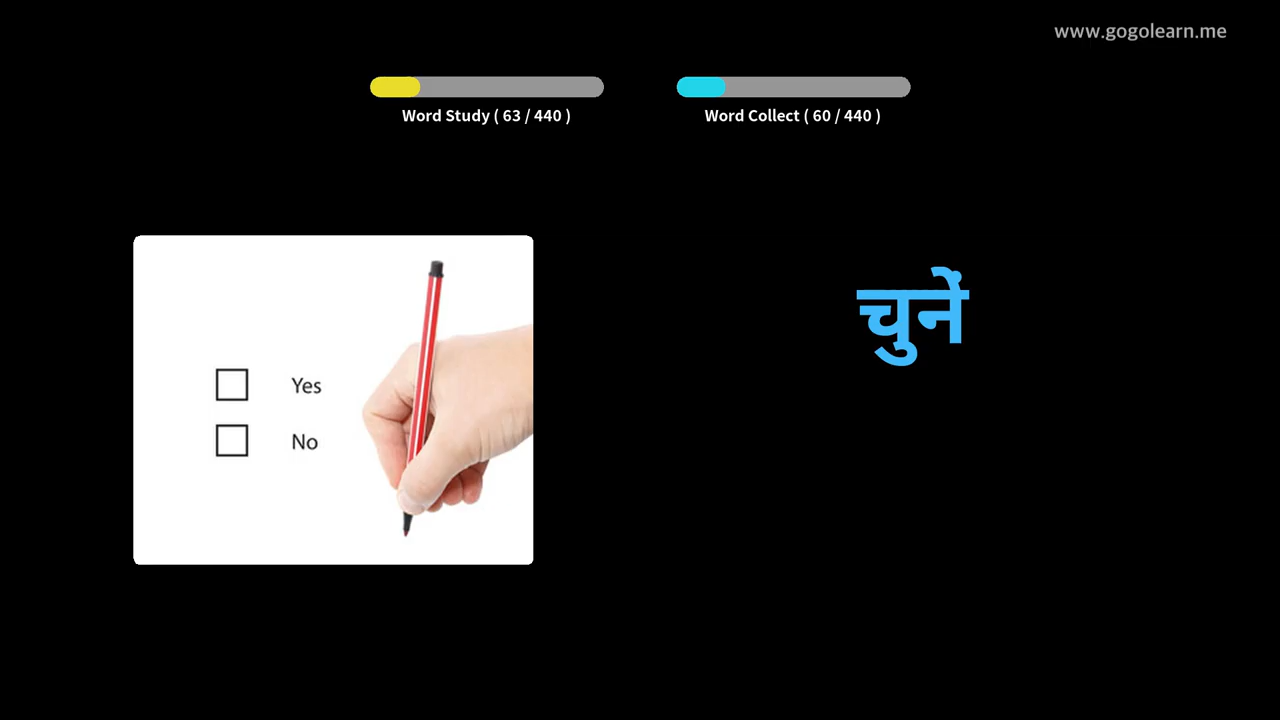 www.gogolearn.me
Word Study ( 63 / 440 )
Word Collect ( 60 / 440 )
चुनें
Yes
No